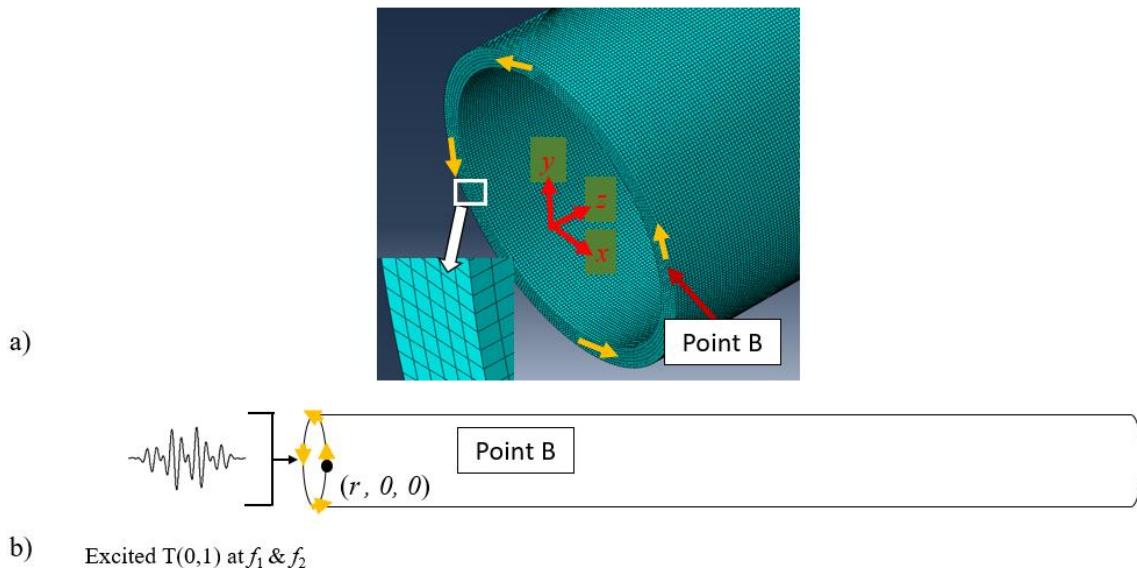 y
z
x
Point B
a)
Point B
(r , 0, 0)
b) Excited T(0,1) at f₁ & f₂